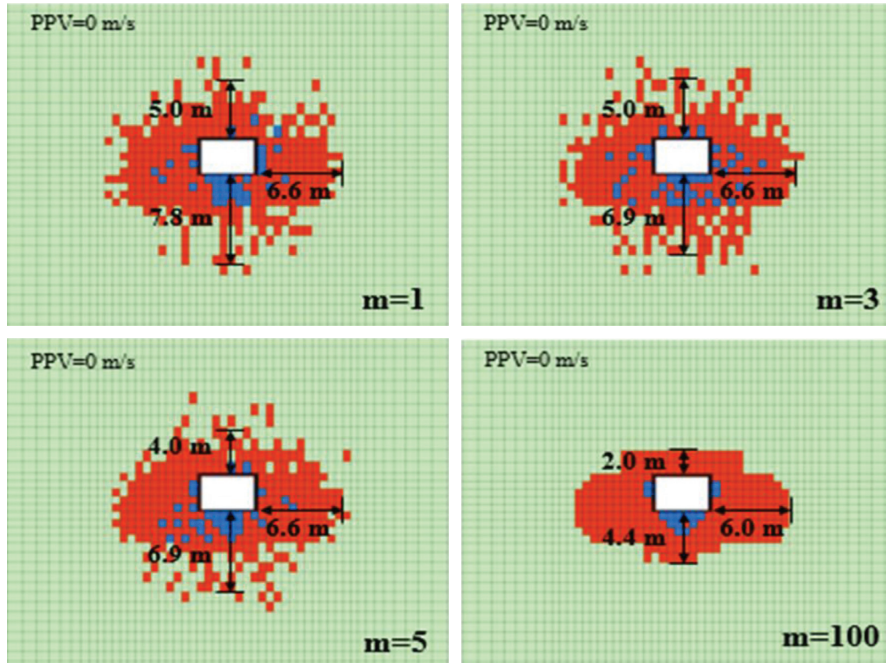 PPV=0 m/s
5.0 m
6.6 m
7.8 m
m=1
PPV=0 m/s
5.0 m
6.6 m
6.9 m
m=3
PPV=0 m/s
4.0 m
6.6 m
6.9 m
m=5
PPV=0 m/s
2.0 m
6.0 m
4.4 m
m=100